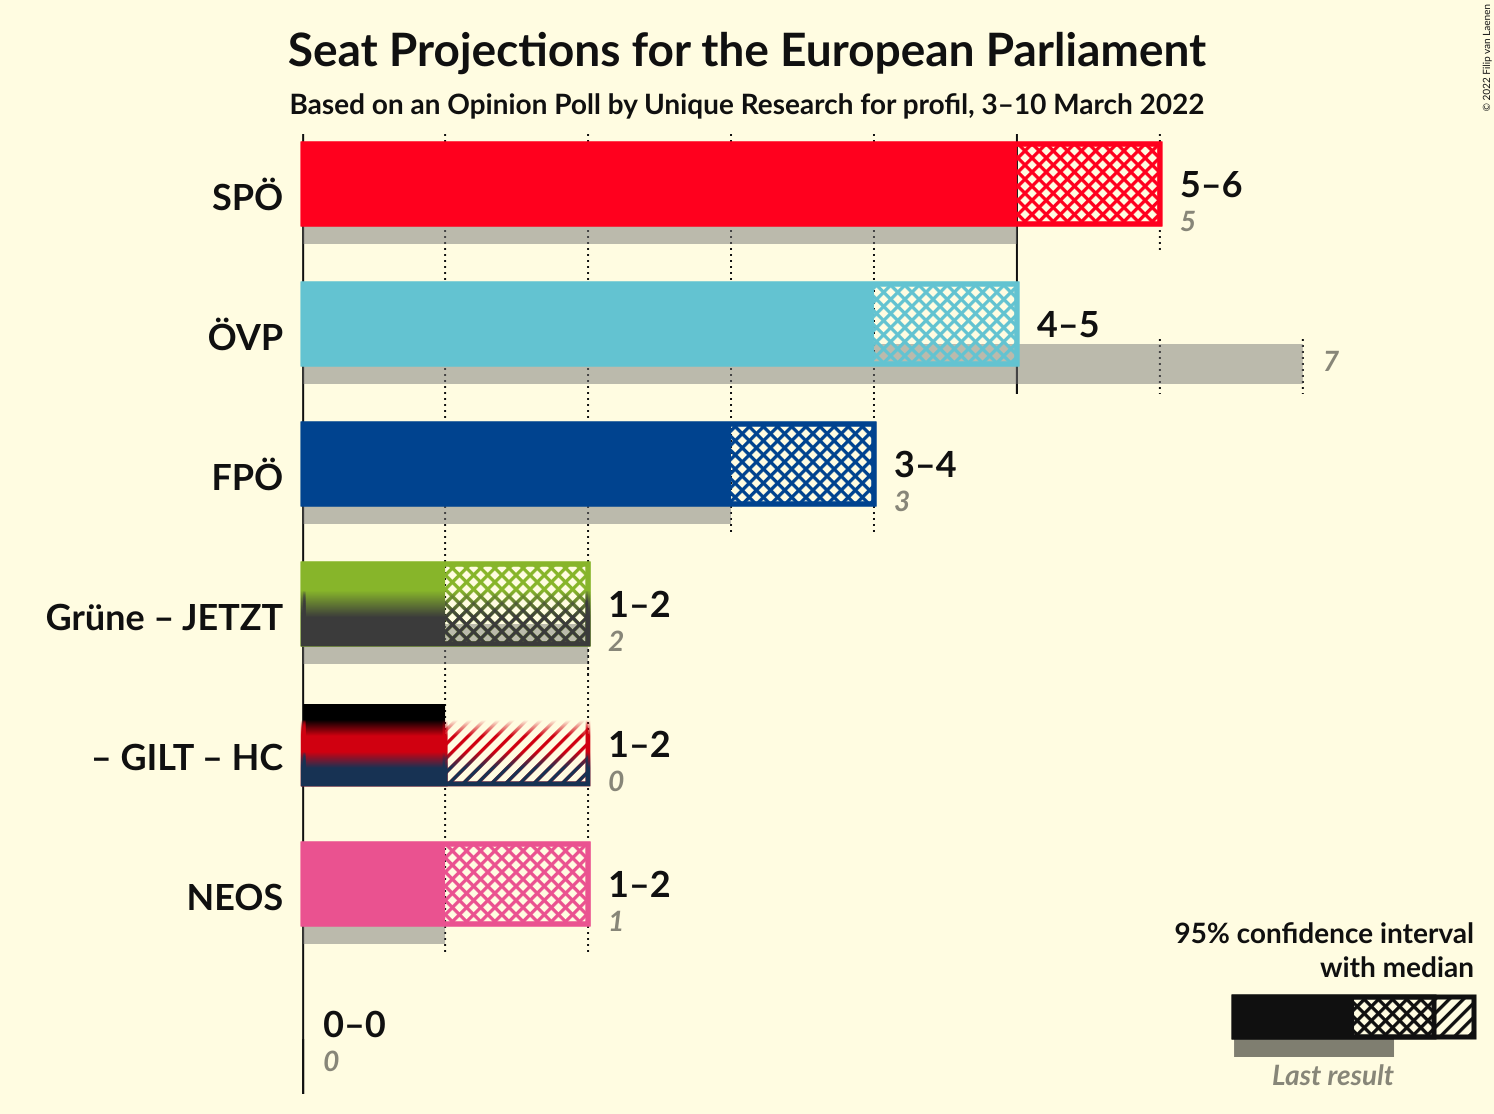 Seat Projections for the European Parliament
Based on an Opinion Poll by Unique Research for profil, 3–10 March 2022
© 2022 Filip van Laenen
SPÖ
5–6
5
ÖVP
4–5
7
FPÖ
3–4
3
Grüne – JETZT
1–2
2
– GILT – HC
1–2
0
NEOS
1–2
1
0–0
0
95% confidence interval
with median
Last result